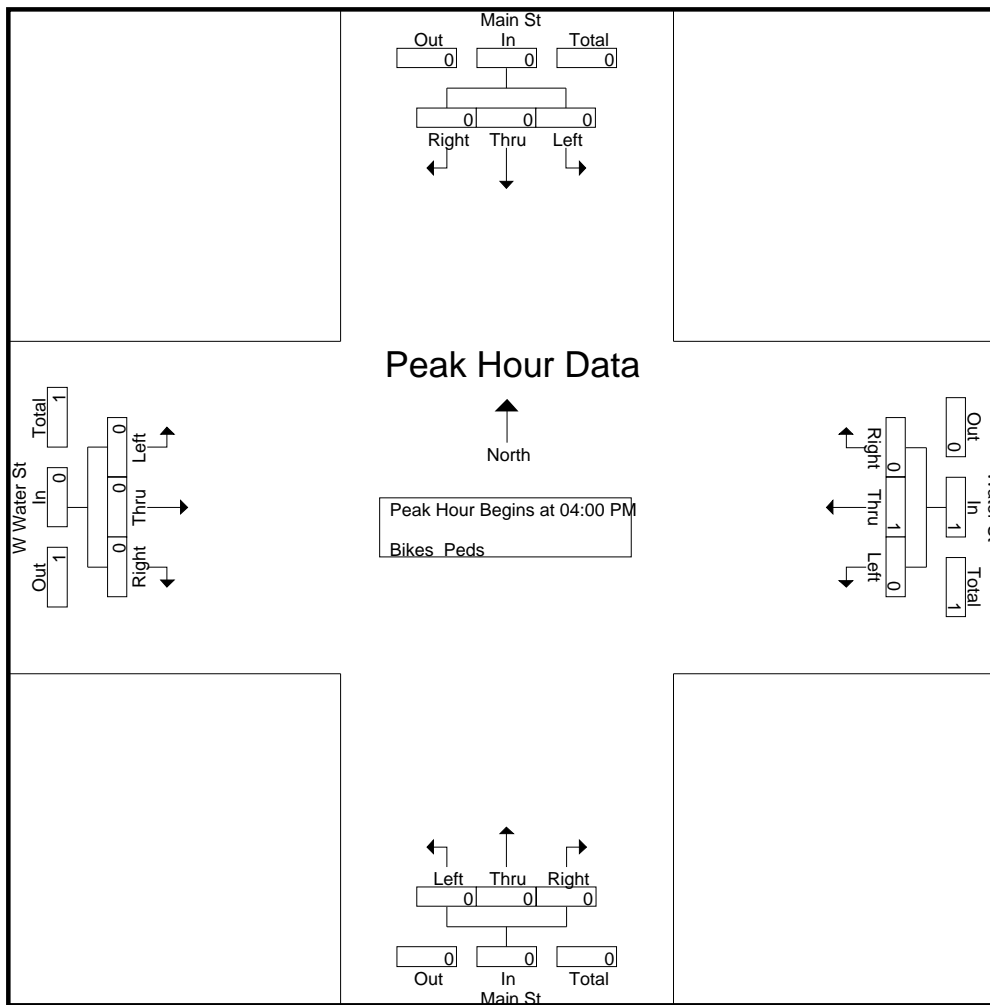 Main St
Out In Total
0 0 0
0 0 0
Right Thru Left
Peak Hour Data
North
Peak Hour Begins at 04:00 PM
Bikes Peds
W Water St
Total In Out
1 0 1
0 0 0
Left Thru Right
Right Thru Left
0 1 0
Out In Total
0 1 1
Left Thru Right
0 0 0
0 0 0
Out In Total
Main St